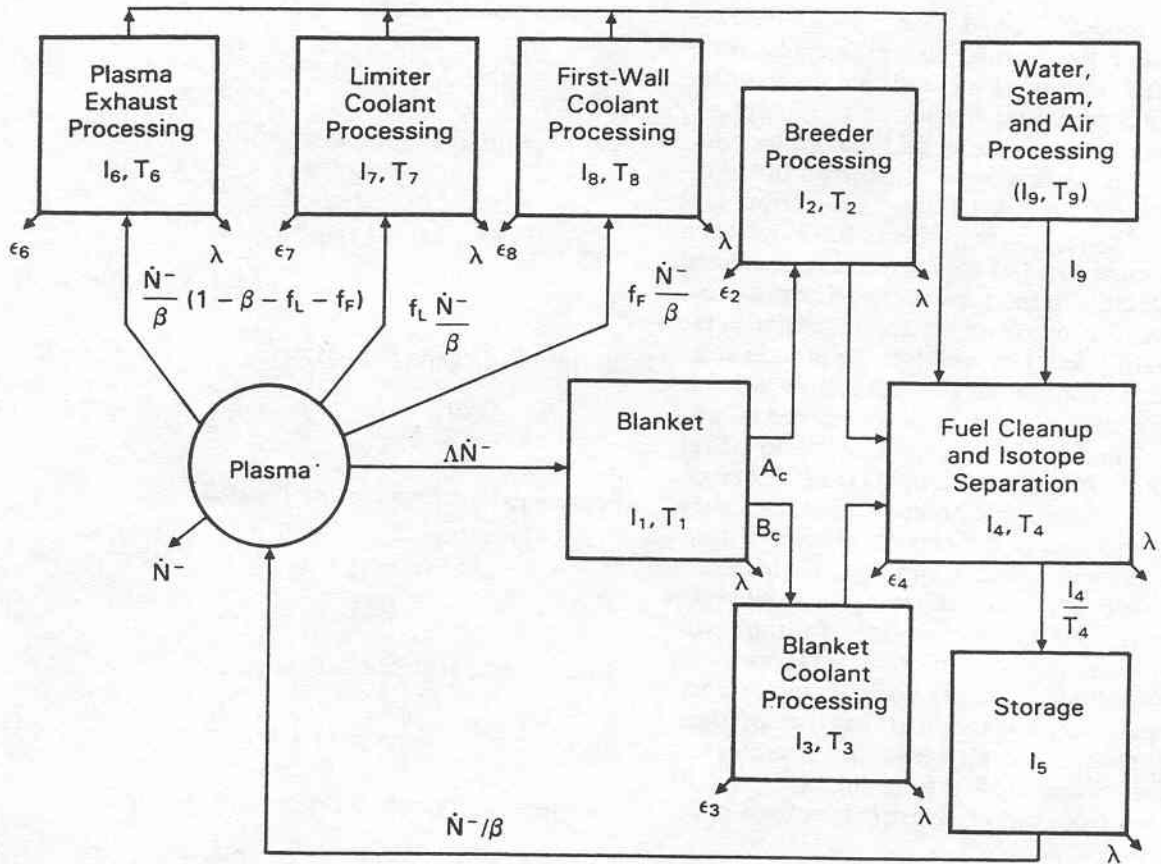 Plasma
Exhaust
Processing
I₆, T₆
ϵ₆
λ
Limiter
Coolant
Processing
I₇, T₇
ϵ₇
λ
First-Wall
Coolant
Processing
I₈, T₈
ϵ₈
λ
Breeder
Processing
I₂, T₂
ϵ₂
λ
Water,
Steam,
and Air
Processing
(I₉, T₉)
I₉
Ṅ⁻/β (1 − β − f_L − f_F)
f_L Ṅ⁻/β
f_F Ṅ⁻/β
Plasma
Ṅ⁻
ΛṄ⁻
Blanket
I₁, T₁
λ
A_c
B_c
Fuel Cleanup
and Isotope
Separation
I₄, T₄
ϵ₄
λ
I₄/T₄
Blanket
Coolant
Processing
I₃, T₃
ϵ₃
λ
Storage
I₅
λ
Ṅ⁻/β